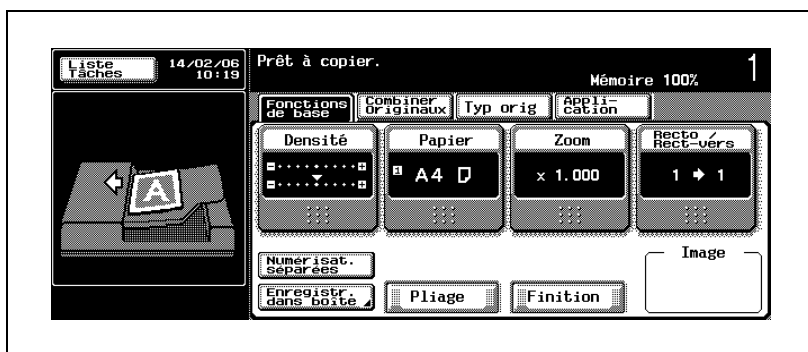 Liste
Tâches
14/02/06
10:19
Prêt à copier.
Mémoire 100%
1
Fonctions
de base
Combiner
Originaux
Typ orig
Appli-
cation
Densité
Papier
Zoom
Recto /
Rect-vers
1 A4
× 1.000
1 → 1
A
Numérisat.
séparées
Image
Enregistr.
dans boîte
Pliage
Finition